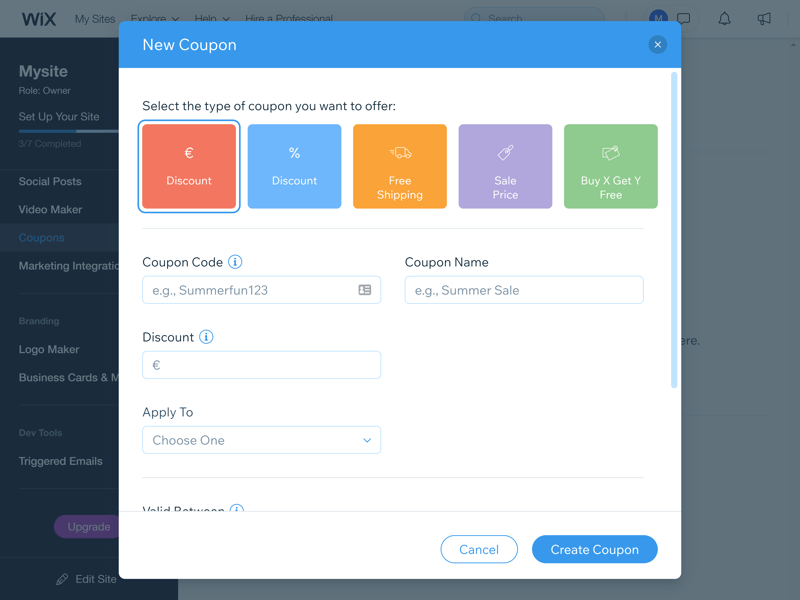 WiX
My Sites
Explore
Help
Hire a Professional
Search
M
Mysite
Role: Owner
Set Up Your Site
3/7 Completed
Social Posts
Video Maker
Coupons
Marketing Integratio
Branding
Logo Maker
Business Cards & M
Dev Tools
Triggered Emails
Upgrade
Edit Site
New Coupon
Select the type of coupon you want to offer:
€
Discount
%
Discount
Free
Shipping
Sale
Price
Buy X Get Y
Free
Coupon Code
e.g., Summerfun123
Coupon Name
e.g., Summer Sale
Discount
€
Apply To
Choose One
Valid Between
Cancel
Create Coupon
ere.